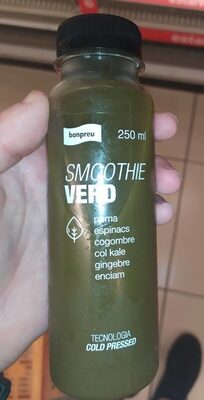 bonpreu
250 ml
SMOOTHIE
VERD
poma
espinacs
cogombre
col kale
gingebre
enciam
TECNOLOGIA
COLD PRESSED